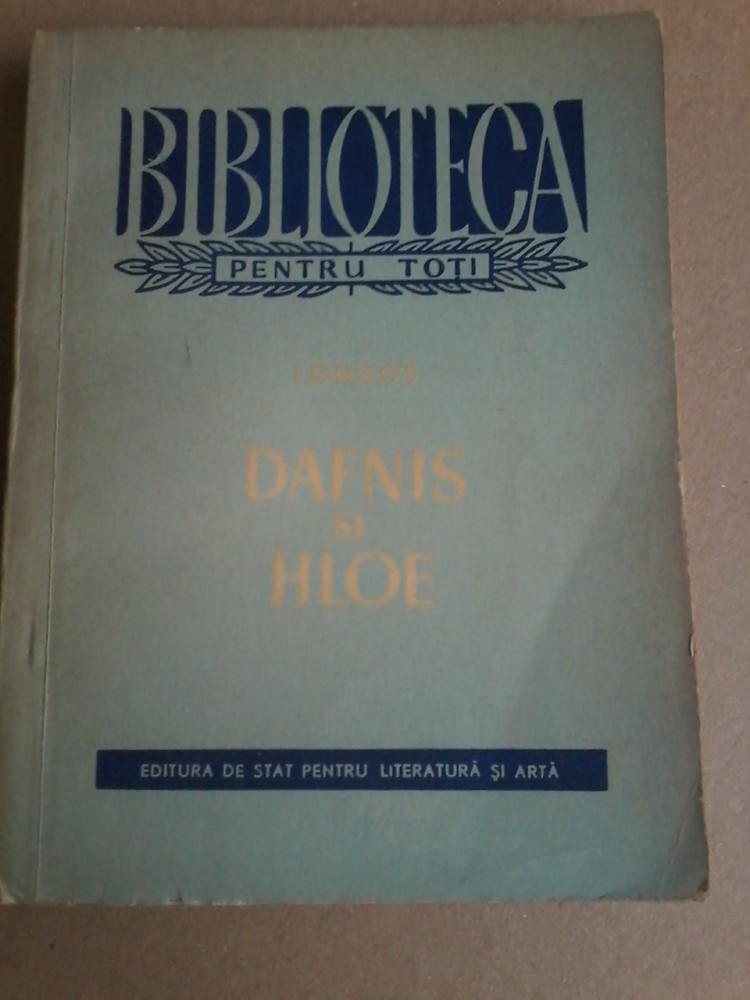 BIBLIOTECA
PENTRU TOȚI
LONGOS
DAFNIS
ȘI
HLOE
EDITURA DE STAT PENTRU LITERATURĂ ȘI ARTĂ